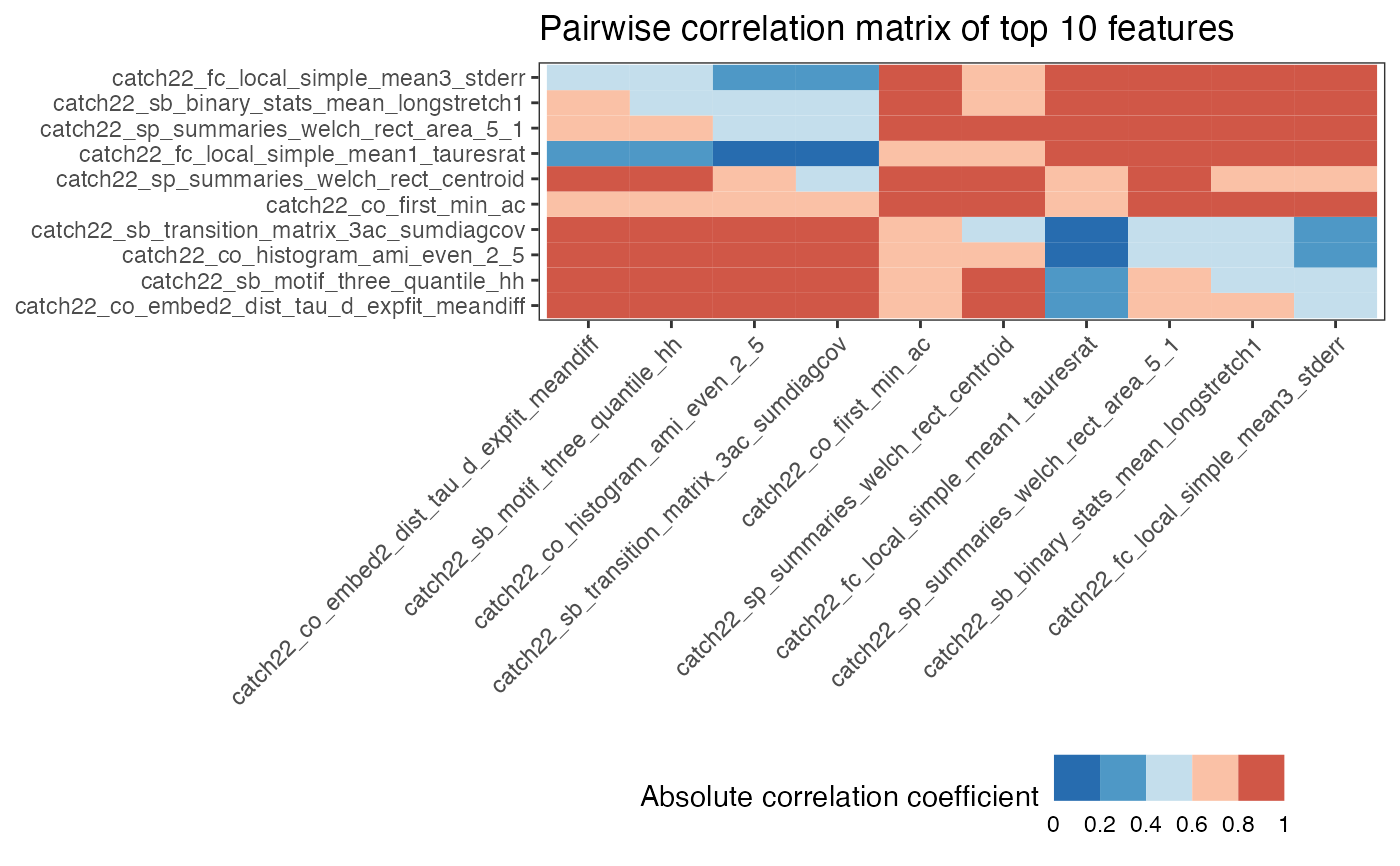 Pairwise correlation matrix of top 10 features
catch22_fc_local_simple_mean3_stderr
catch22_sb_binary_stats_mean_longstretch1
catch22_sp_summaries_welch_rect_area_5_1
catch22_fc_local_simple_mean1_tauresrat
catch22_sp_summaries_welch_rect_centroid
catch22_co_first_min_ac
catch22_sb_transition_matrix_3ac_sumdiagcov
catch22_co_histogram_ami_even_2_5
catch22_sb_motif_three_quantile_hh
catch22_co_embed2_dist_tau_d_expfit_meandiff
catch22_co_embed2_dist_tau_d_expfit_meandiff
catch22_sb_motif_three_quantile_hh
catch22_co_histogram_ami_even_2_5
catch22_sb_transition_matrix_3ac_sumdiagcov
catch22_co_first_min_ac
catch22_sp_summaries_welch_rect_centroid
catch22_fc_local_simple_mean1_tauresrat
catch22_sp_summaries_welch_rect_area_5_1
catch22_sb_binary_stats_mean_longstretch1
catch22_fc_local_simple_mean3_stderr
Absolute correlation coefficient
0 0.2 0.4 0.6 0.8 1